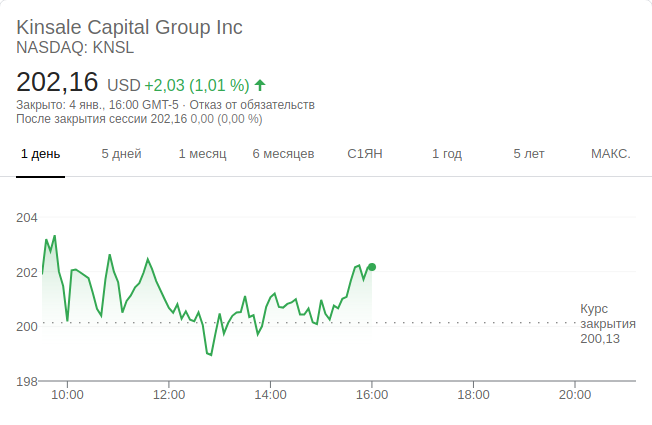 Kinsale Capital Group Inc
NASDAQ: KNSL
202,16 USD +2,03 (1,01 %)
Закрыто: 4 янв., 16:00 GMT-5 · Отказ от обязательств
После закрытия сессии 202,16 0,00 (0,00 %)
1 день 5 дней 1 месяц 6 месяцев С1ЯН 1 год 5 лет МАКС.
204
202
200
198
Курс
закрытия
200,13
10:00 12:00 14:00 16:00 18:00 20:00